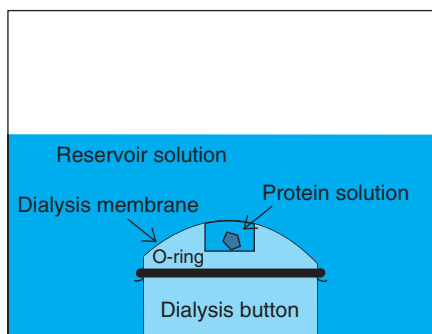 Reservoir solution
Protein solution
Dialysis membrane
O-ring
Dialysis button